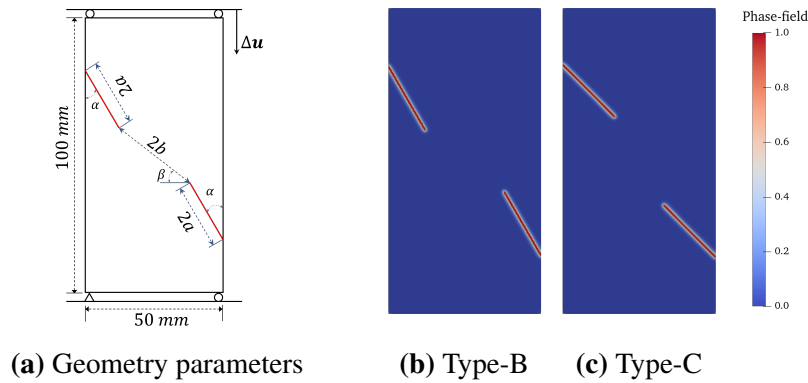 Δu
α
2a
100 mm
2b
β
α
2a
50 mm
Phase-field
1.0
0.8
0.6
0.4
0.2
0.0
(a) Geometry parameters
(b) Type-B
(c) Type-C